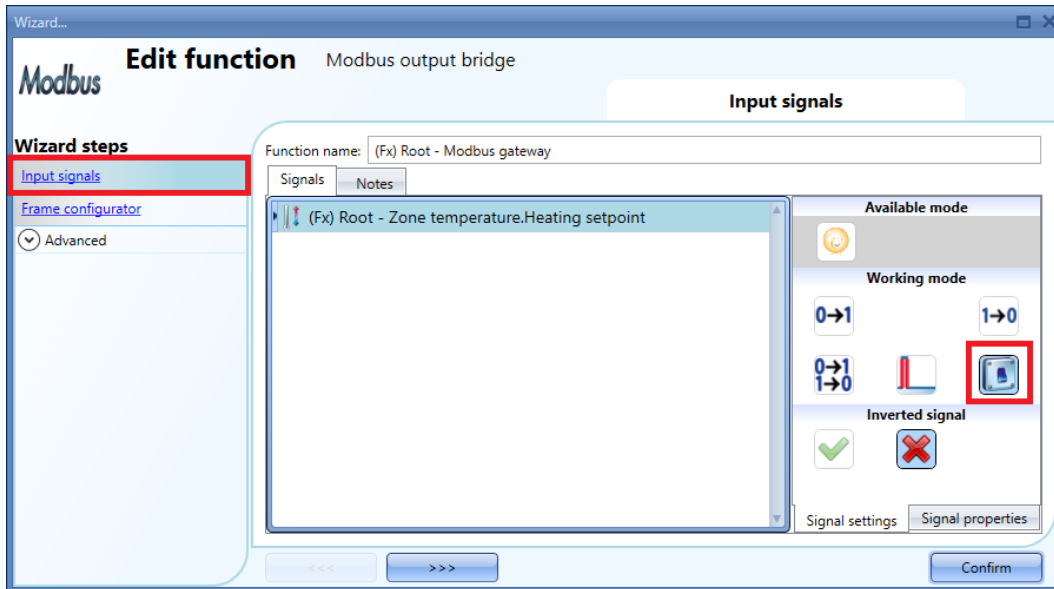 Wizard...
Modbus
Edit function
Modbus output bridge
Input signals
Wizard steps
Input signals
Frame configurator
Advanced
Function name: (Fx) Root - Modbus gateway
Signals
Notes
(Fx) Root - Zone temperature.Heating setpoint
Available mode
Working mode
0→1
1→0
0→1
1→0
Inverted signal
Signal settings
Signal properties
<<<
>>>
Confirm